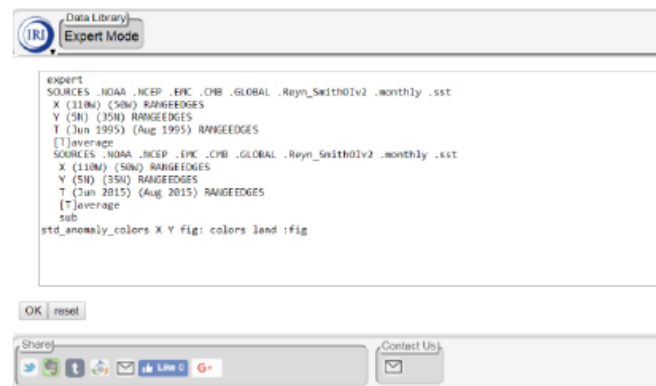 Data Library
IRI
Expert Mode
expert
SOURCES .NOAA .NCEP .EMC .CMB .GLOBAL .Reyn_SmithOIv2 .monthly .sst
X (110W) (50W) RANGEEDGES
Y (5N) (35N) RANGEEDGES
T (Jun 1995) (Aug 1995) RANGEEDGES
[T]average
SOURCES .NOAA .NCEP .EMC .CMB .GLOBAL .Reyn_SmithOIv2 .monthly .sst
X (110W) (50W) RANGEEDGES
Y (5N) (35N) RANGEEDGES
T (Jun 2015) (Aug 2015) RANGEEDGES
[T]average
sub
std_anomaly_colors X Y fig: colors land :fig
OK reset
Share
t Like 0 G+
Contact Us